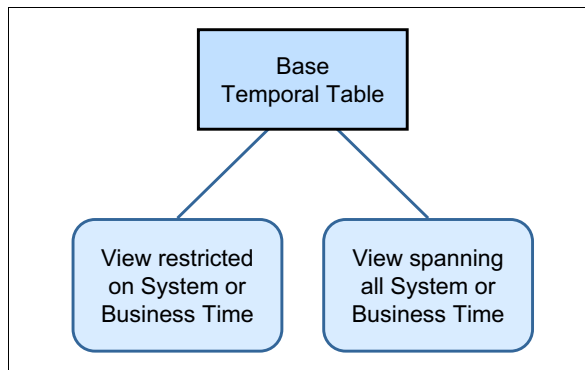 Base
Temporal Table
View restricted
on System or
Business Time
View spanning
all System or
Business Time